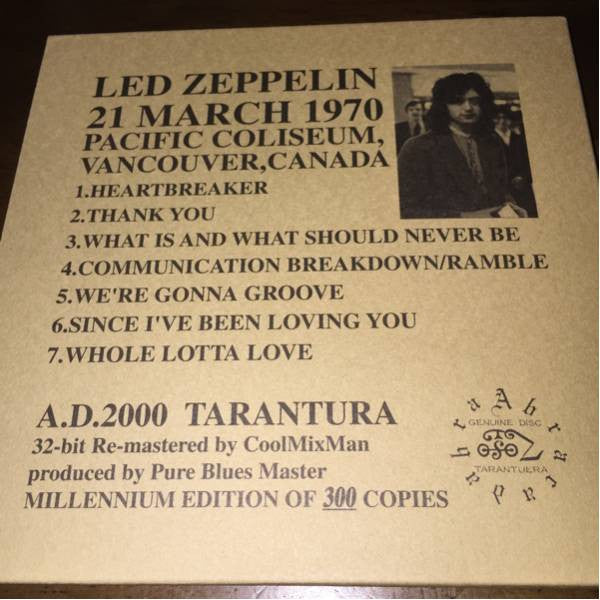 LED ZEPPELIN
21 MARCH 1970
PACIFIC COLISEUM,
VANCOUVER,CANADA
1.HEARTBREAKER
2.THANK YOU
3.WHAT IS AND WHAT SHOULD NEVER BE
4.COMMUNICATION BREAKDOWN/RAMBLE
5.WE'RE GONNA GROOVE
6.SINCE I'VE BEEN LOVING YOU
7.WHOLE LOTTA LOVE
A.D.2000 TARANTURA
32-bit Re-mastered by CoolMixMan
produced by Pure Blues Master
MILLENNIUM EDITION OF 300 COPIES
GENUINE DISC
TARANTUERA